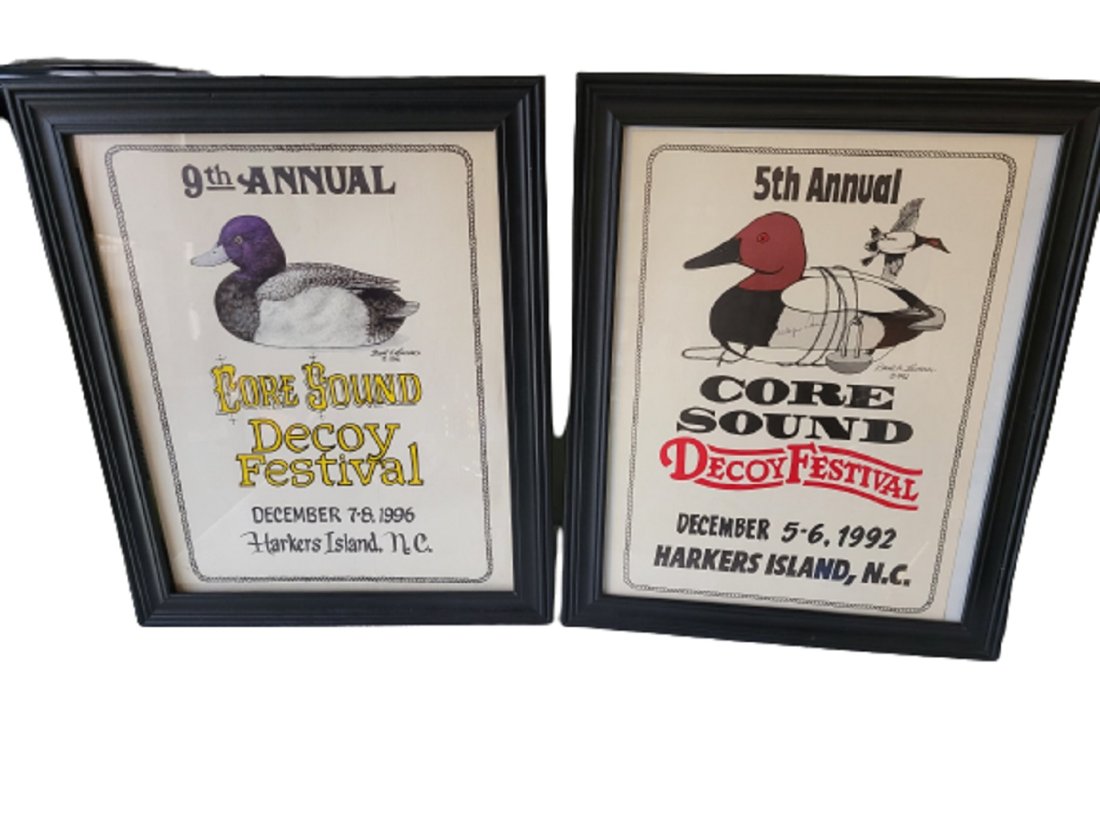 9th ANNUAL
CORE SOUND
Decoy
Festival
DECEMBER 7-8, 1996
Harkers Island, N.C.
5th Annual
CORE
SOUND
DECOY FESTIVAL
DECEMBER 5-6, 1992
HARKERS ISLAND, N.C.